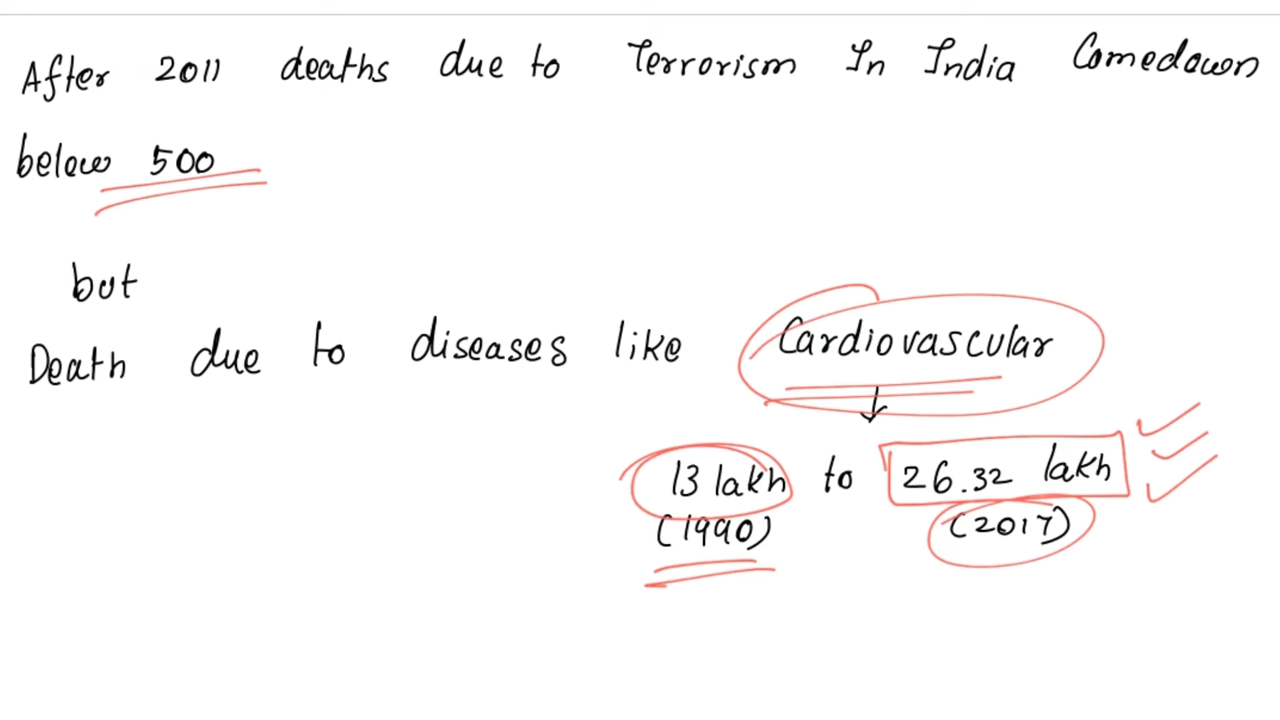 After 2011 deaths due to Terrorism In India Comedown
below 500
but
Death due to diseases like Cardiovascular
13 lakh to 26.32 lakh
(1990) (2017)